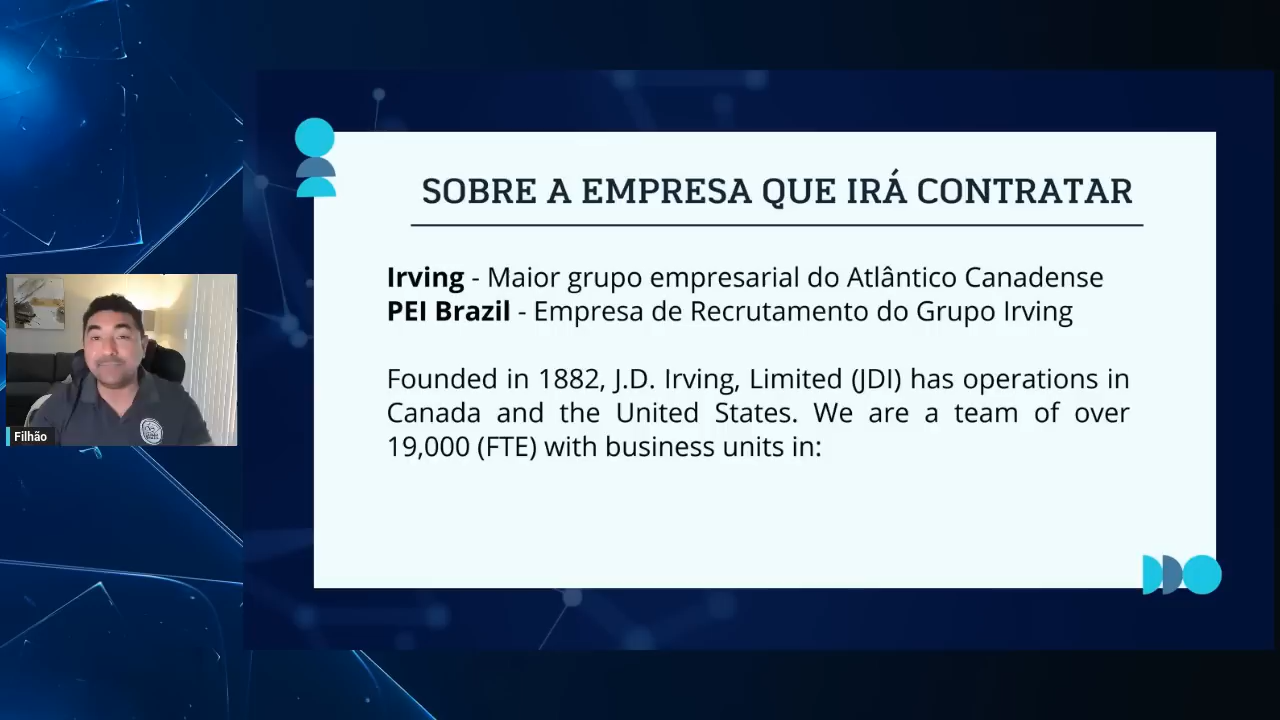 SOBRE A EMPRESA QUE IRÁ CONTRATAR
Irving - Maior grupo empresarial do Atlântico Canadense
PEI Brazil - Empresa de Recrutamento do Grupo Irving
Founded in 1882, J.D. Irving, Limited (JDI) has operations in
Canada and the United States. We are a team of over
19,000 (FTE) with business units in:
Filhão